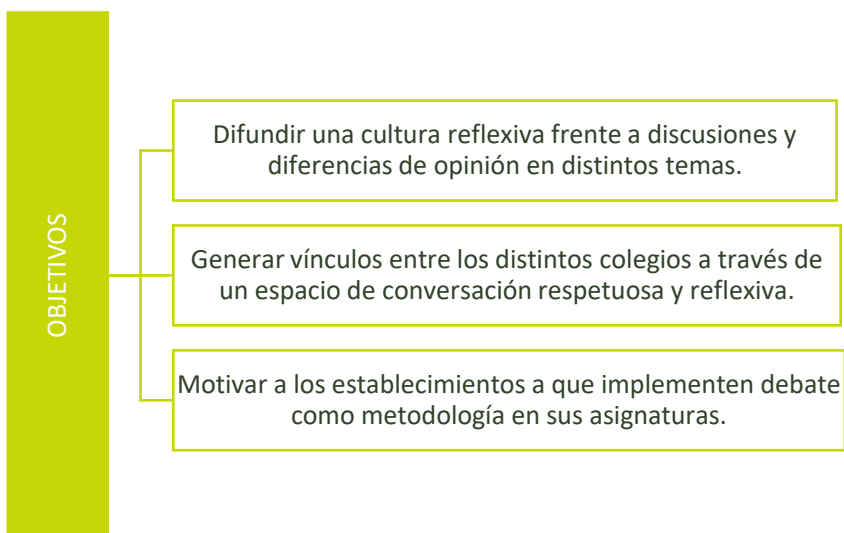 OBJETIVOS
Difundir una cultura reflexiva frente a discusiones y
diferencias de opinión en distintos temas.
Generar vínculos entre los distintos colegios a través de
un espacio de conversación respetuosa y reflexiva.
Motivar a los establecimientos a que implementen debate
como metodología en sus asignaturas.